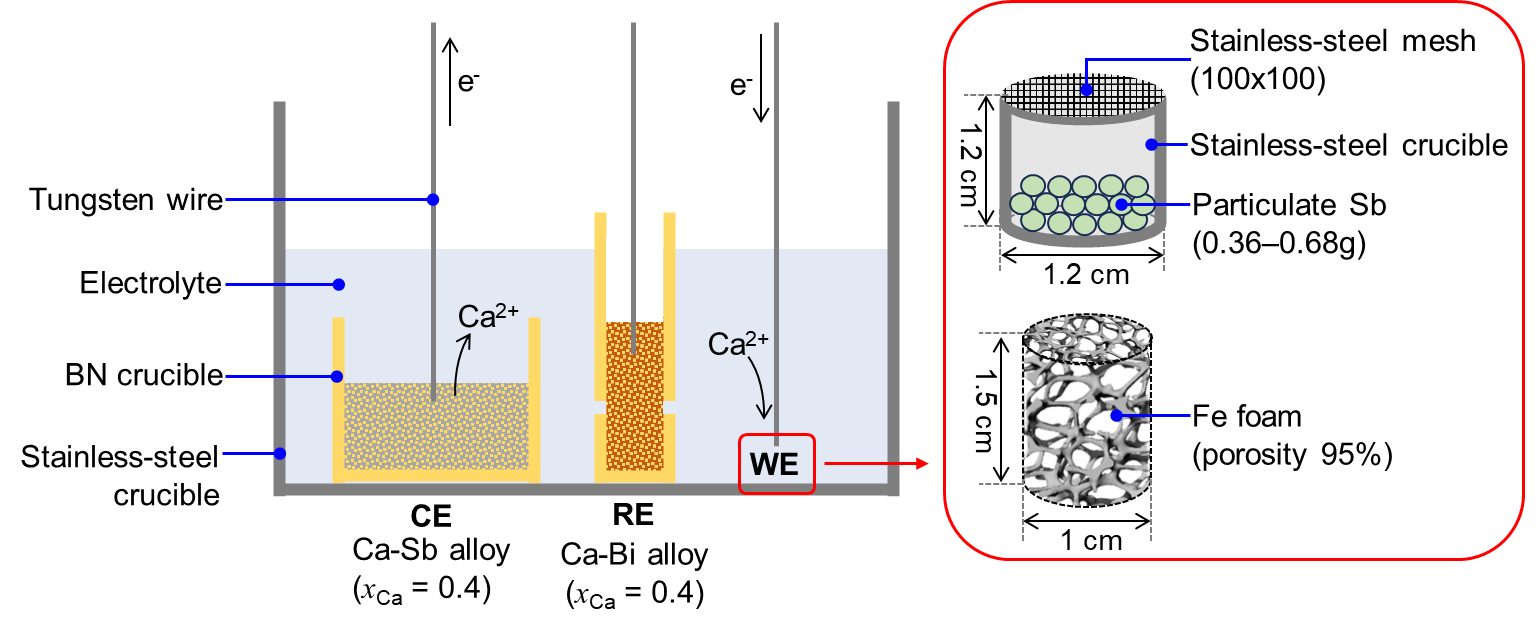 e⁻
e⁻
Tungsten wire
Electrolyte
BN crucible
Stainless-steel
crucible
Ca²⁺
Ca²⁺
WE
CE
Ca-Sb alloy
(xCa = 0.4)
RE
Ca-Bi alloy
(xCa = 0.4)
Stainless-steel mesh
(100x100)
Stainless-steel crucible
Particulate Sb
(0.36–0.68g)
1.2 cm
1.2 cm
Fe foam
(porosity 95%)
1.5 cm
1 cm